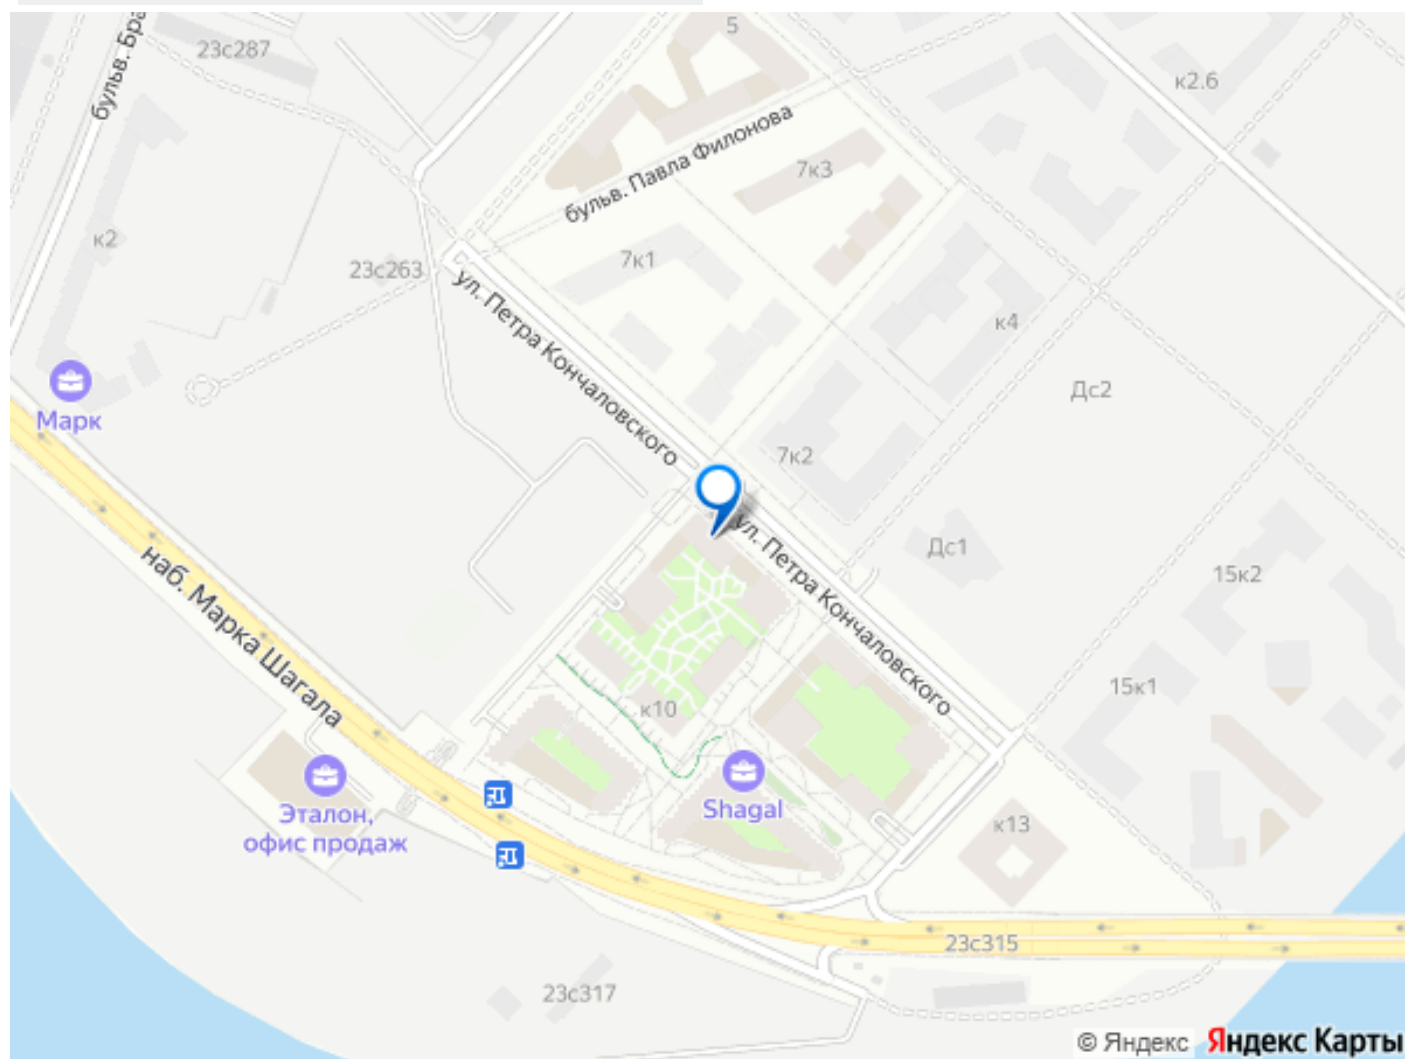 5
23с287
бульв. Бра
к2.6
бульв. Павла Филонова
7к3
к2
7к1
23с263
ул. Петра Кончаловского
к4
Дс2
Марк
7к2
ул. Петра Кончаловского
Дс1
15к2
наб. Марка Шагала
15к1
к10
Эталон,
офис продаж
Shagal
к13
23с315
23с317
© Яндекс Яндекс Карты